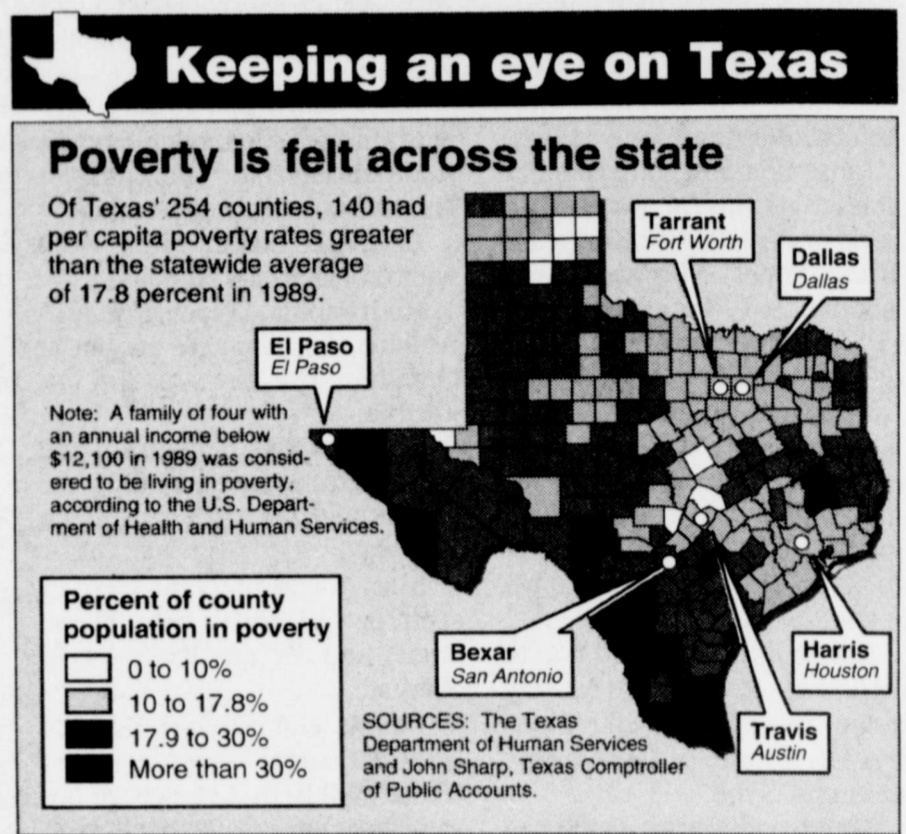 Keeping an eye on Texas
Poverty is felt across the state
Of Texas' 254 counties, 140 had
per capita poverty rates greater
than the statewide average
of 17.8 percent in 1989.
Tarrant
Fort Worth
Dallas
Dallas
El Paso
El Paso
Note: A family of four with
an annual income below
$12,100 in 1989 was consid-
ered to be living in poverty,
according to the U.S. Depart-
ment of Health and Human Services.
Percent of county
population in poverty
0 to 10%
10 to 17.8%
17.9 to 30%
More than 30%
Bexar
San Antonio
Harris
Houston
Travis
Austin
SOURCES: The Texas
Department of Human Services
and John Sharp, Texas Comptroller
of Public Accounts.